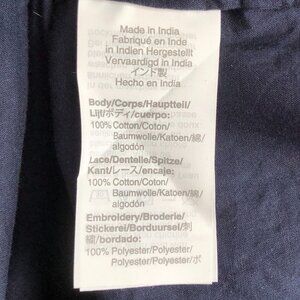 Made in India
Fabriqué en Inde
in Indien Hergestellt
Vervaardigd in India
インド製
Hecho en India
Body/Corps/Hauptteil/
Lijf/ボディ/cuerpo:
100% Cotton/Coton/
Baumwolle/Katoen/綿/
algodón
Lace/Dentelle/Spitze/
Kant/レース/encaje:
100% Cotton/Coton/
Baumwolle/Katoen/綿/
algodón
Embroidery/Broderie/
Stickerei/Borduursel/刺
繍/bordado:
100% Polyester/Polyester/
Polyester/Polyester/ポ